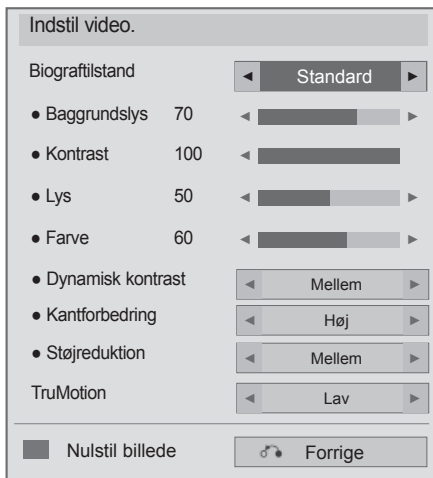 Indstil video.
Biograftilstand ◄ Standard ►
● Baggrundslys 70 ◄ ►
● Kontrast 100 ◄
● Lys 50 ◄ ►
● Farve 60 ◄ ►
● Dynamisk kontrast ◄ Mellem ►
● Kantforbedring ◄ Høj ►
● Støjreduktion ◄ Mellem ►
TruMotion ◄ Lav ►
Nulstil billede Forrige